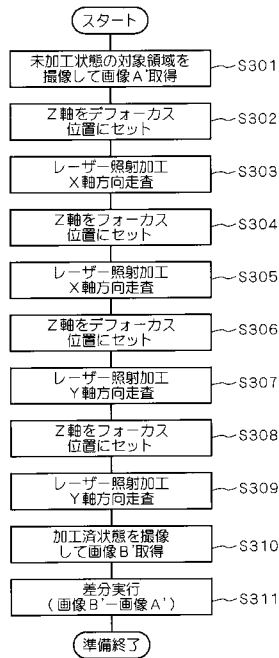 スタート
未加工状態の対象領域を
撮像して画像A'取得
S301
Z軸をデフォーカス
位置にセット
S302
レーザー照射加工
X軸方向走査
S303
Z軸をフォーカス
位置にセット
S304
レーザー照射加工
X軸方向走査
S305
Z軸をデフォーカス
位置にセット
S306
レーザー照射加工
Y軸方向走査
S307
Z軸をフォーカス
位置にセット
S308
レーザー照射加工
Y軸方向走査
S309
加工済状態を撮像
して画像B'取得
S310
差分実行
(画像B'-画像A')
S311
準備終了